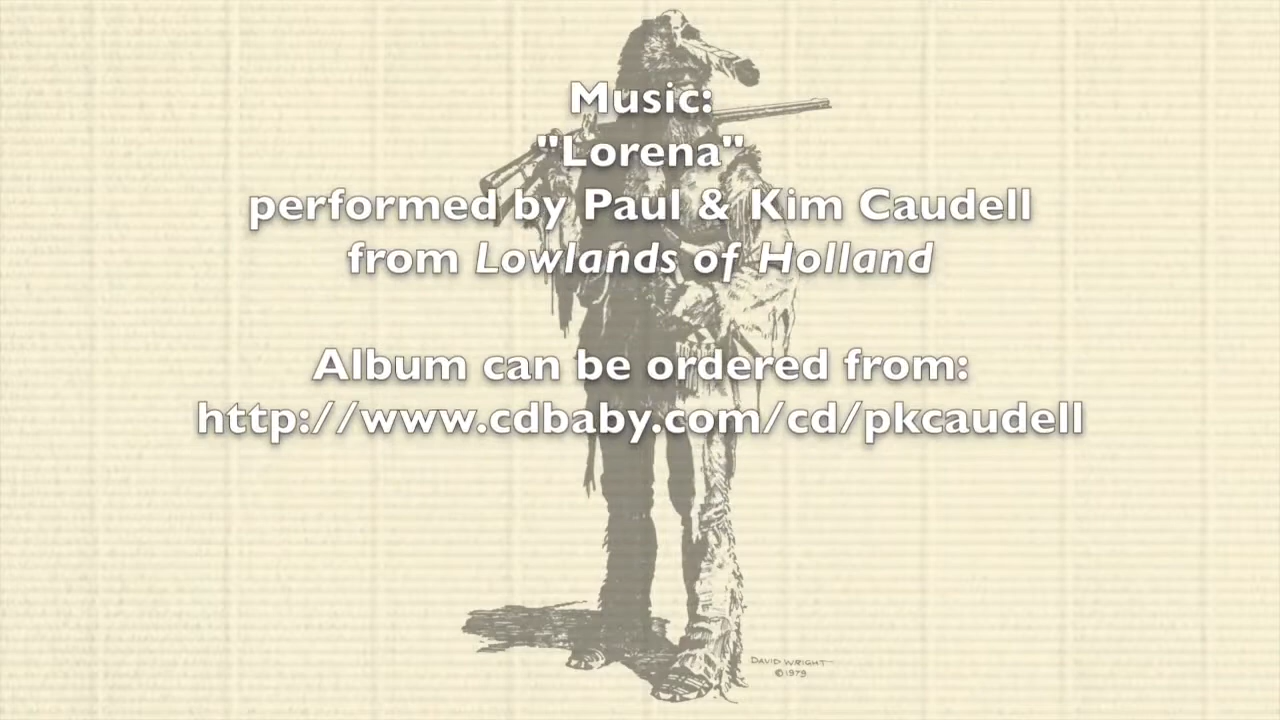 Music:
"Lorena"
performed by Paul & Kim Caudell
from Lowlands of Holland
Album can be ordered from:
http://www.cdbaby.com/cd/pkcaudell
DAVID WRIGHT
©1979